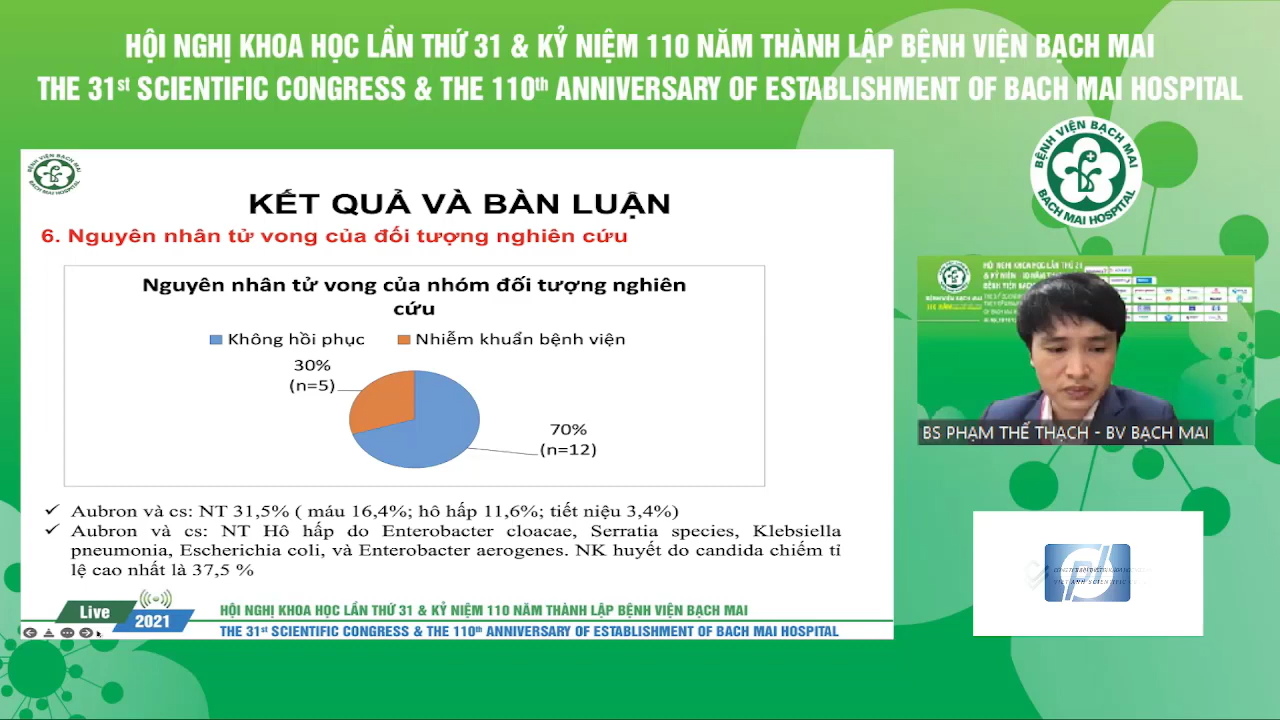 HỘI NGHỊ KHOA HỌC LẦN THỨ 31 & KỶ NIỆM 110 NĂM THÀNH LẬP BỆNH VIỆN BẠCH MAI
THE 31st SCIENTIFIC CONGRESS & THE 110th ANNIVERSARY OF ESTABLISHMENT OF BACH MAI HOSPITAL
BỆNH VIỆN BẠCH MAI
BACH MAI HOSPITAL
BỆNH VIỆN BẠCH MAI
BACH MAI HOSPITAL
KẾT QUẢ VÀ BÀN LUẬN
6. Nguyên nhân tử vong của đối tượng nghiên cứu
Nguyên nhân tử vong của nhóm đối tượng nghiên
cứu
Không hồi phục
Nhiễm khuẩn bệnh viện
30%
(n=5)
70%
(n=12)
✓ Aubron và cs: NT 31,5% ( máu 16,4%; hô hấp 11,6%; tiết niệu 3,4%)
✓ Aubron và cs: NT Hô hấp do Enterobacter cloacae, Serratia species, Klebsiella
pneumonia, Escherichia coli, và Enterobacter aerogenes. NK huyết do candida chiếm tỉ
lệ cao nhất là 37,5 %
Live
2021
HỘI NGHỊ KHOA HỌC LẦN THỨ 31 & KỶ NIỆM 110 NĂM THÀNH LẬP BỆNH VIỆN BẠCH MAI
THE 31st SCIENTIFIC CONGRESS & THE 110th ANNIVERSARY OF ESTABLISHMENT OF BACH MAI HOSPITAL
BS PHẠM THẾ THẠCH - BV BẠCH MAI